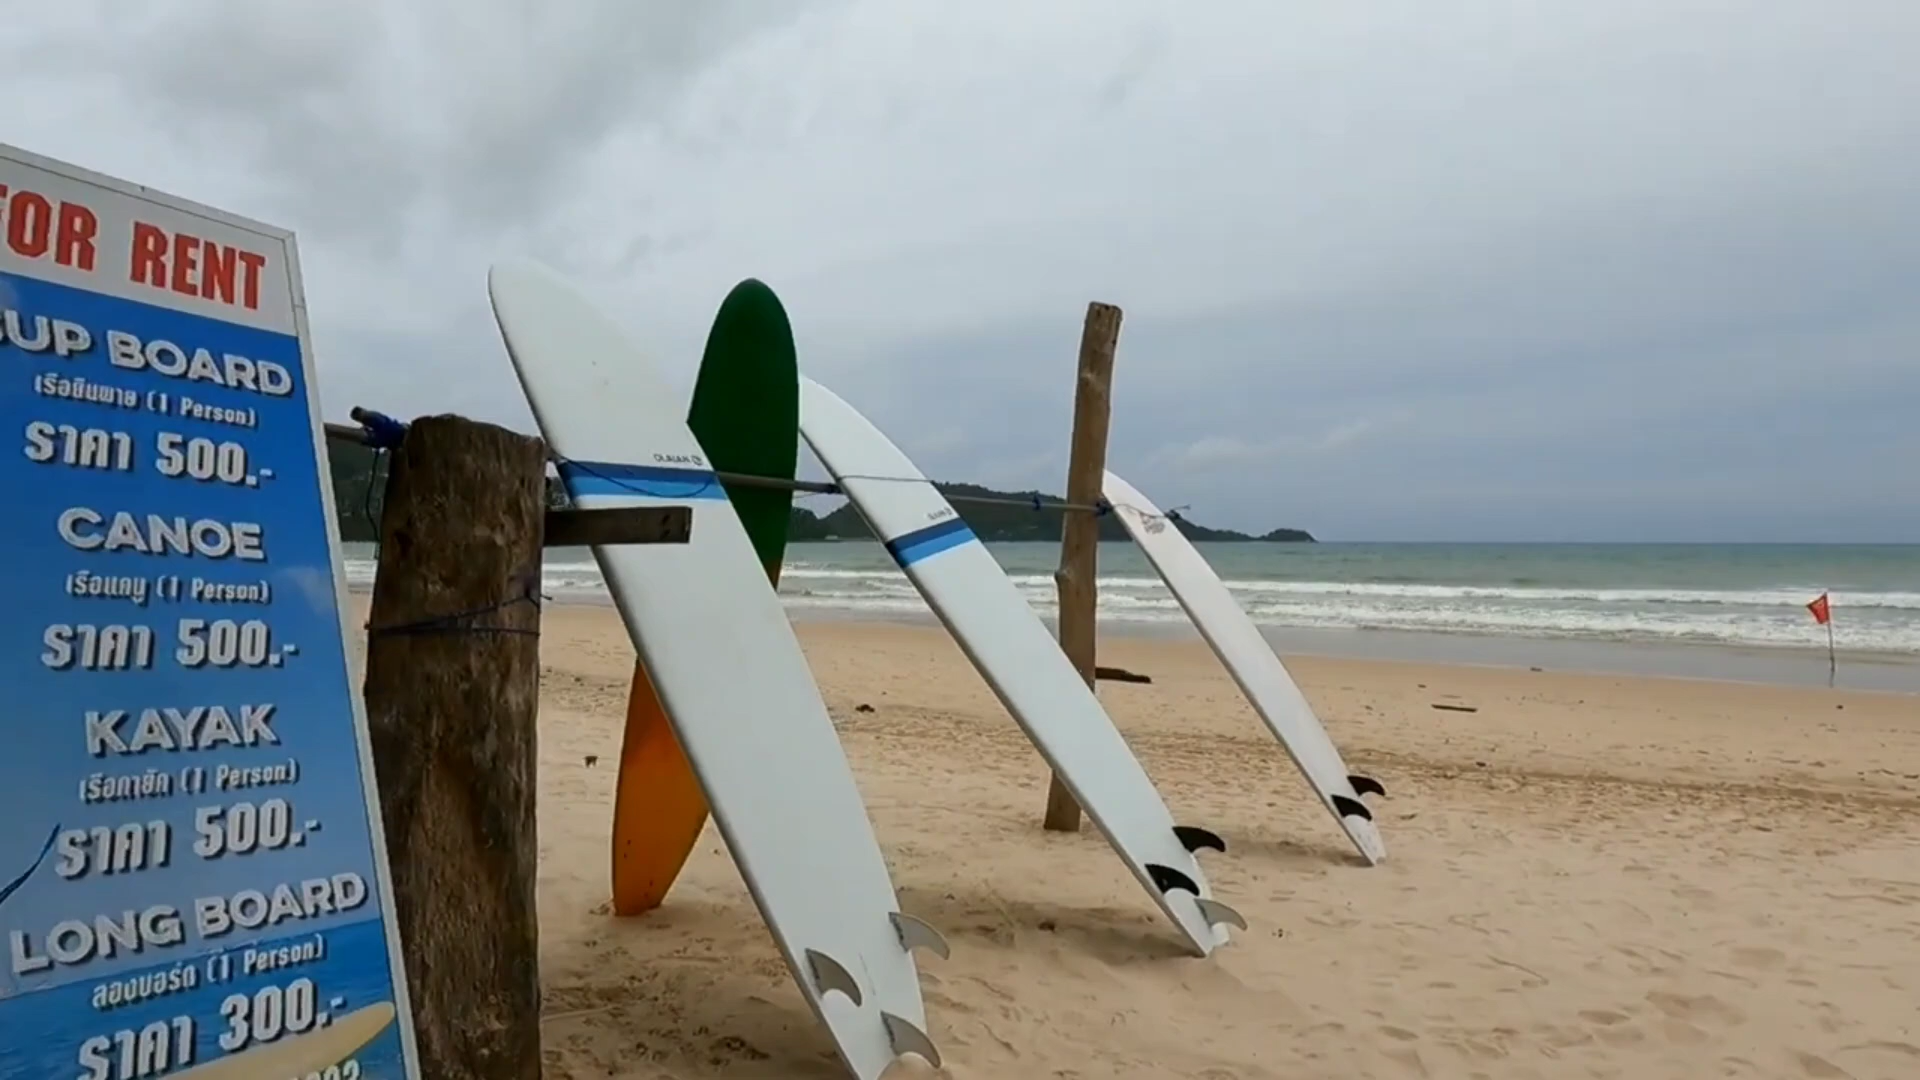 FOR RENT
SUP BOARD
เรือยืนพาย (1 Person)
ราคา 500.-
CANOE
เรือแคนู (1 Person)
ราคา 500.-
KAYAK
เรือคายัค (1 Person)
ราคา 500.-
LONG BOARD
ลองบอร์ด (1 Person)
ราคา 300.-
OLAIAN